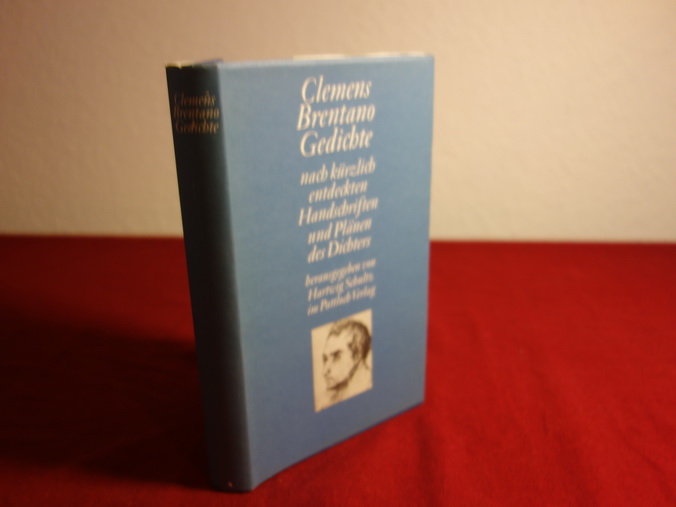 Clemens
Brentano
Gedichte
Clemens
Brentano
Gedichte
nach kürzlich
entdeckten
Handschriften
und Plänen
des Dichters
herausgegeben von
Hartwig Schultz
im Pattloch Verlag